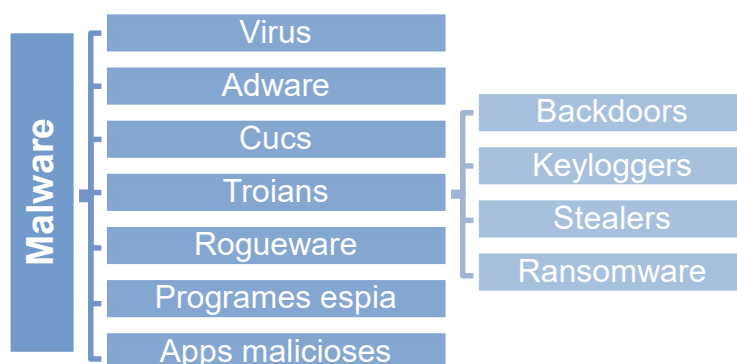 Malware
Virus
Adware
Cucs
Troians
Rogueware
Programes espia
Apps malicioses
Backdoors
Keyloggers
Stealers
Ransomware